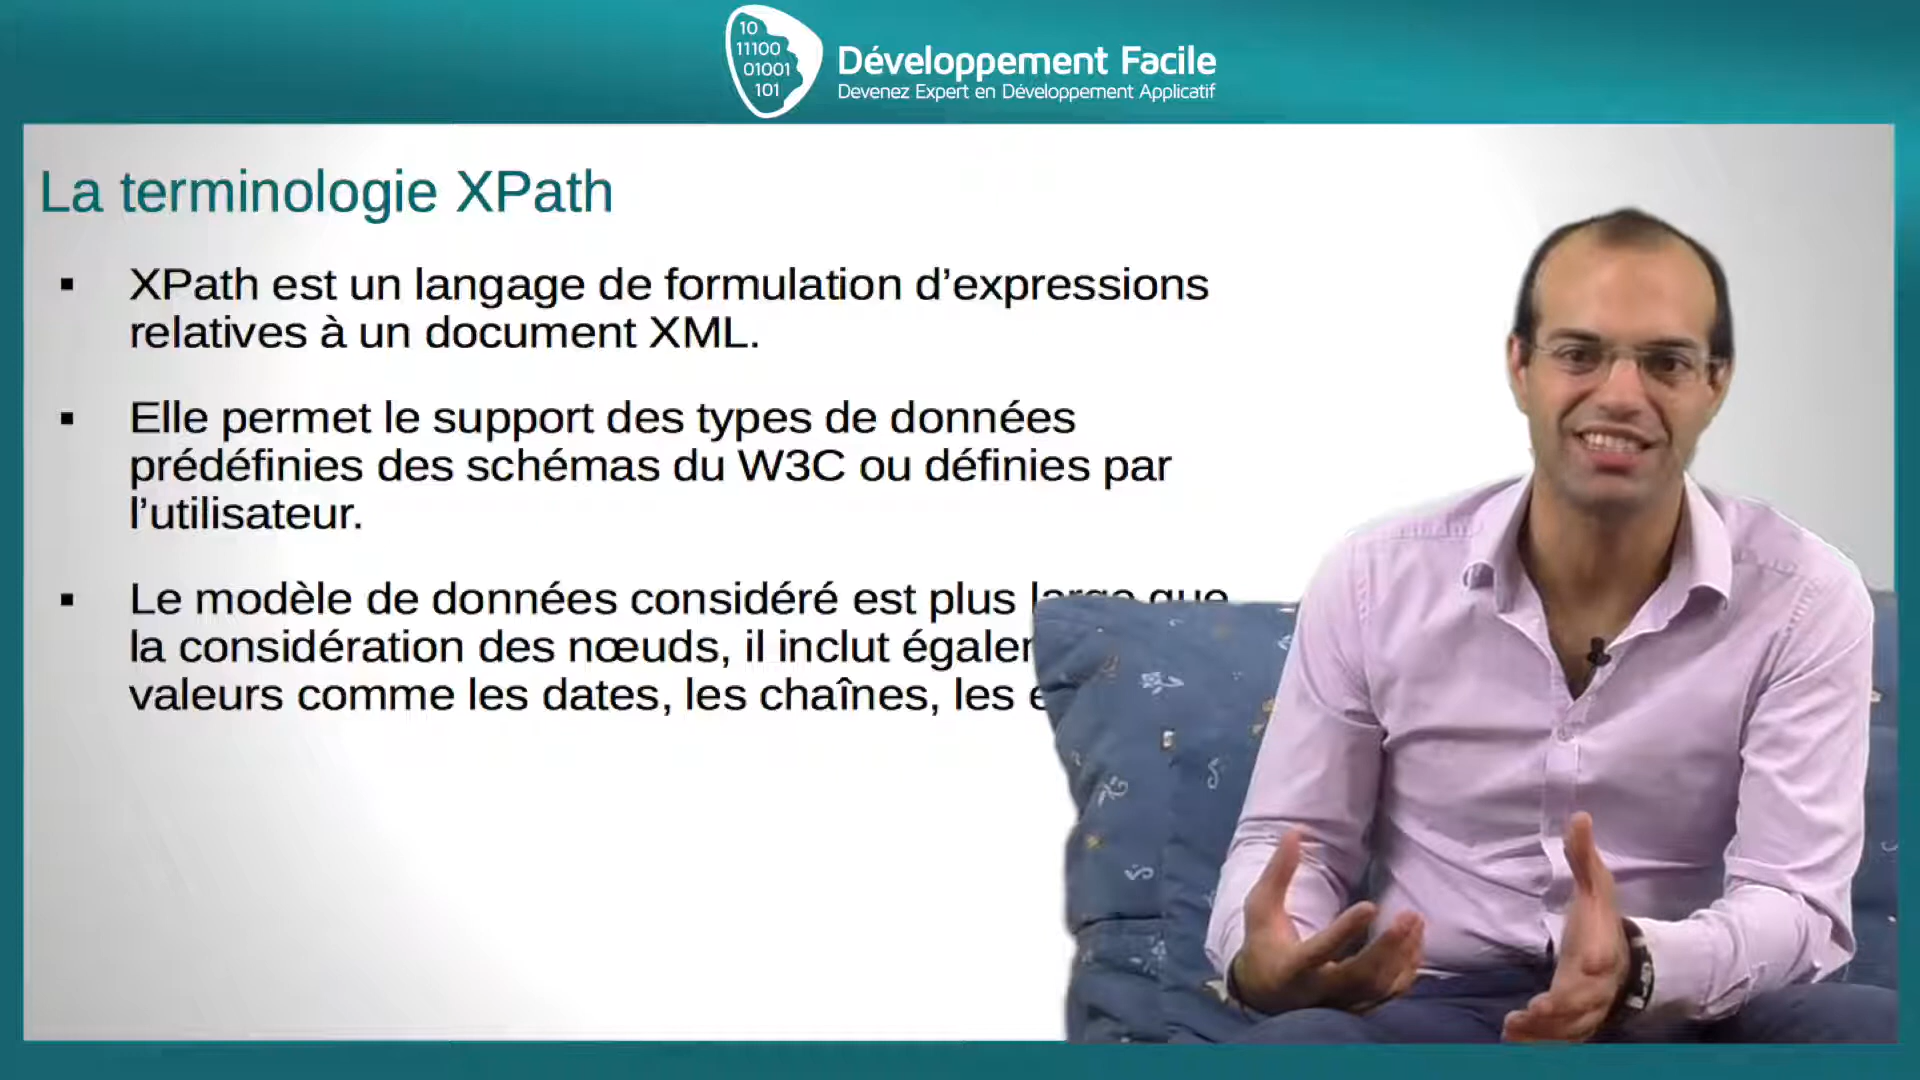 10
11100
01001
101
Développement Facile
Devenez Expert en Développement Applicatif
La terminologie XPath
▪ XPath est un langage de formulation d’expressions
relatives à un document XML.
▪ Elle permet le support des types de données
prédéfinies des schémas du W3C ou définies par
l’utilisateur.
▪ Le modèle de données considéré est plus large que
la considération des nœuds, il inclut
valeurs comme les dates, les chaînes, les